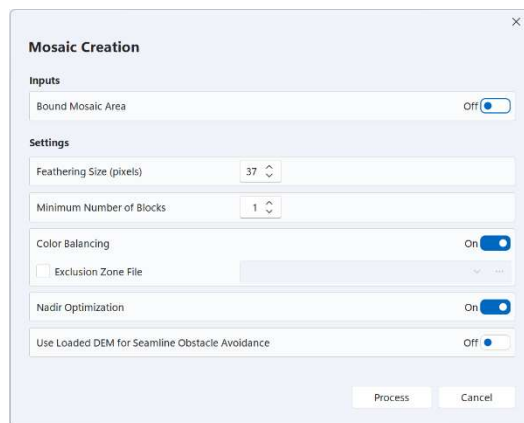 Mosaic Creation
Inputs
Bound Mosaic Area Off
Settings
Feathering Size (pixels) 37
Minimum Number of Blocks 1
Color Balancing On
Exclusion Zone File
Nadir Optimization On
Use Loaded DEM for Seamline Obstacle Avoidance Off
Process Cancel